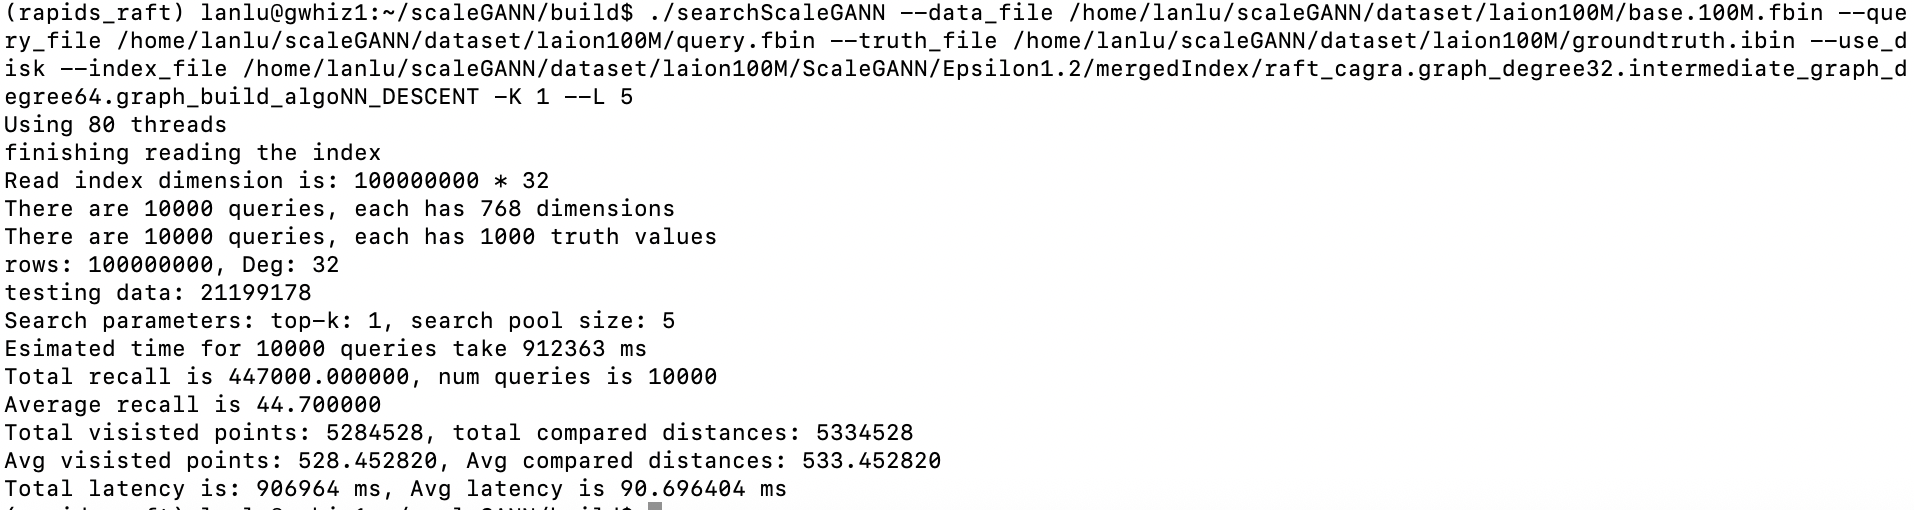 (rapids_raft) lanlu@gwhiz1:~/scaleGANN/build$ ./searchScaleGANN --data_file /home/lanlu/scaleGANN/dataset/laion100M/base.100M.fbin --que
ry_file /home/lanlu/scaleGANN/dataset/laion100M/query.fbin --truth_file /home/lanlu/scaleGANN/dataset/laion100M/groundtruth.ibin --use_d
isk --index_file /home/lanlu/scaleGANN/dataset/laion100M/ScaleGANN/Epsilon1.2/mergedIndex/raft_cagra.graph_degree32.intermediate_graph_d
egree64.graph_build_algoNN_DESCENT -K 1 --L 5
Using 80 threads
finishing reading the index
Read index dimension is: 100000000 * 32
There are 10000 queries, each has 768 dimensions
There are 10000 queries, each has 1000 truth values
rows: 100000000, Deg: 32
testing data: 21199178
Search parameters: top-k: 1, search pool size: 5
Esimated time for 10000 queries take 912363 ms
Total recall is 447000.000000, num queries is 10000
Average recall is 44.700000
Total visisted points: 5284528, total compared distances: 5334528
Avg visisted points: 528.452820, Avg compared distances: 533.452820
Total latency is: 906964 ms, Avg latency is 90.696404 ms